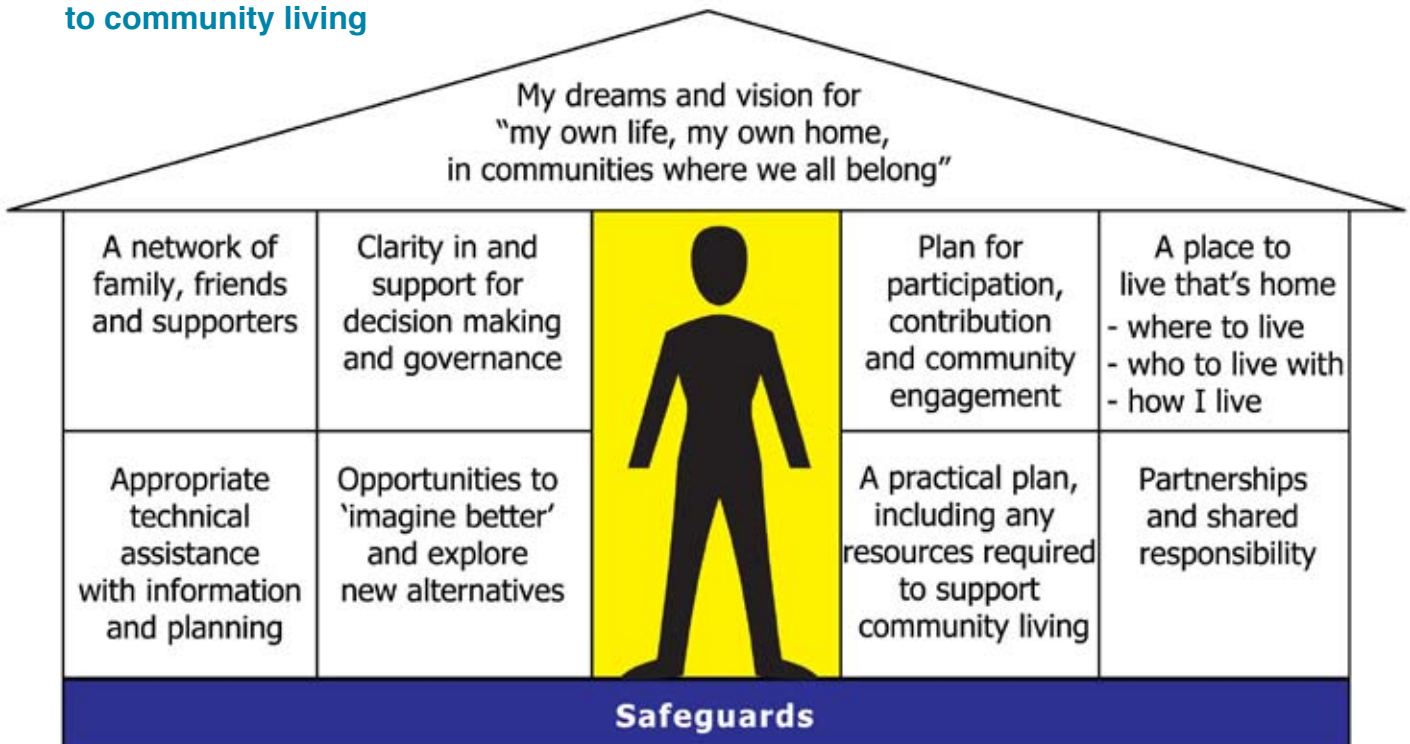 to community living
My dreams and vision for
“my own life, my own home,
in communities where we all belong”
A network of
family, friends
and supporters
Clarity in and
support for
decision making
and governance
Plan for
participation,
contribution
and community
engagement
A place to
live that’s home
- where to live
- who to live with
- how I live
Appropriate
technical
assistance
with information
and planning
Opportunities to
‘imagine better’
and explore
new alternatives
A practical plan,
including any
resources required
to support
community living
Partnerships
and shared
responsibility
Safeguards